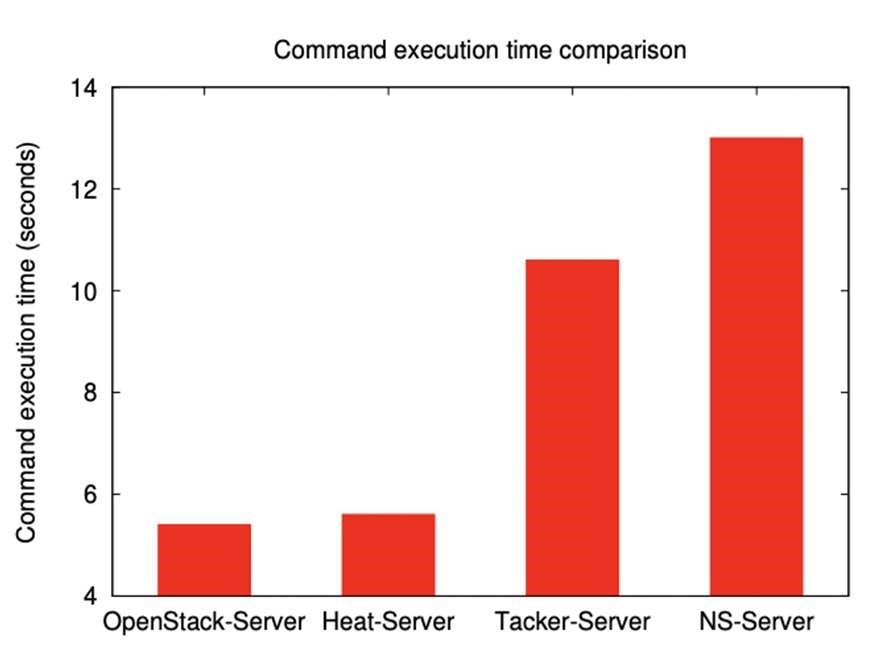 Command execution time comparison
Command execution time (seconds)
14
12
10
8
6
4
OpenStack-Server Heat-Server Tacker-Server NS-Server